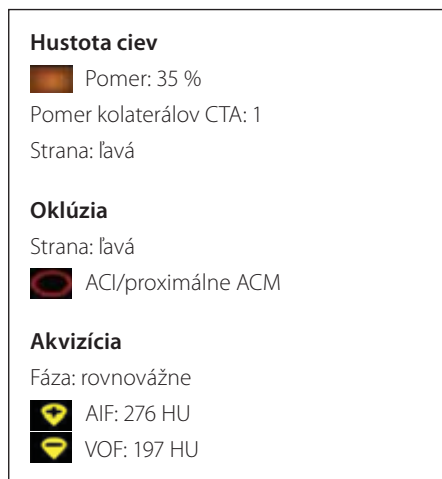 Hustota ciev
Pomer: 35 %
Pomer kolaterálov CTA: 1
Strana: ľavá
Oklúzia
Strana: ľavá
ACI/proximálne ACM
Akvizícia
Fáza: rovnovážne
AIF: 276 HU
VOF: 197 HU